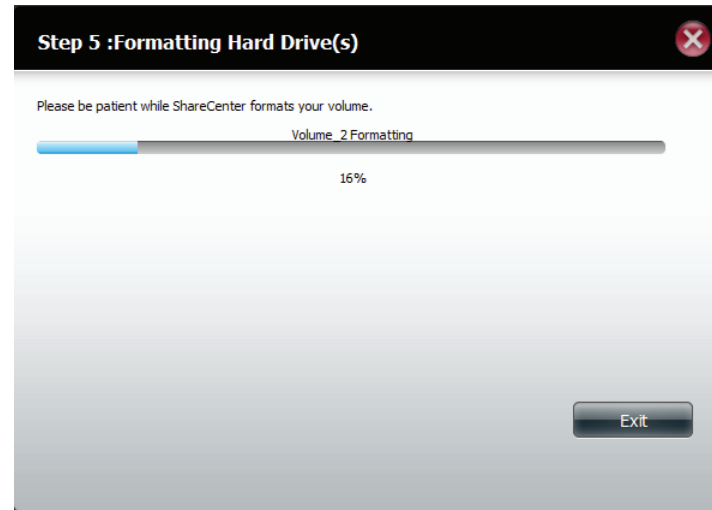 Step 5 :Formatting Hard Drive(s)
Please be patient while ShareCenter formats your volume.
Volume_2 Formatting
16%
Exit